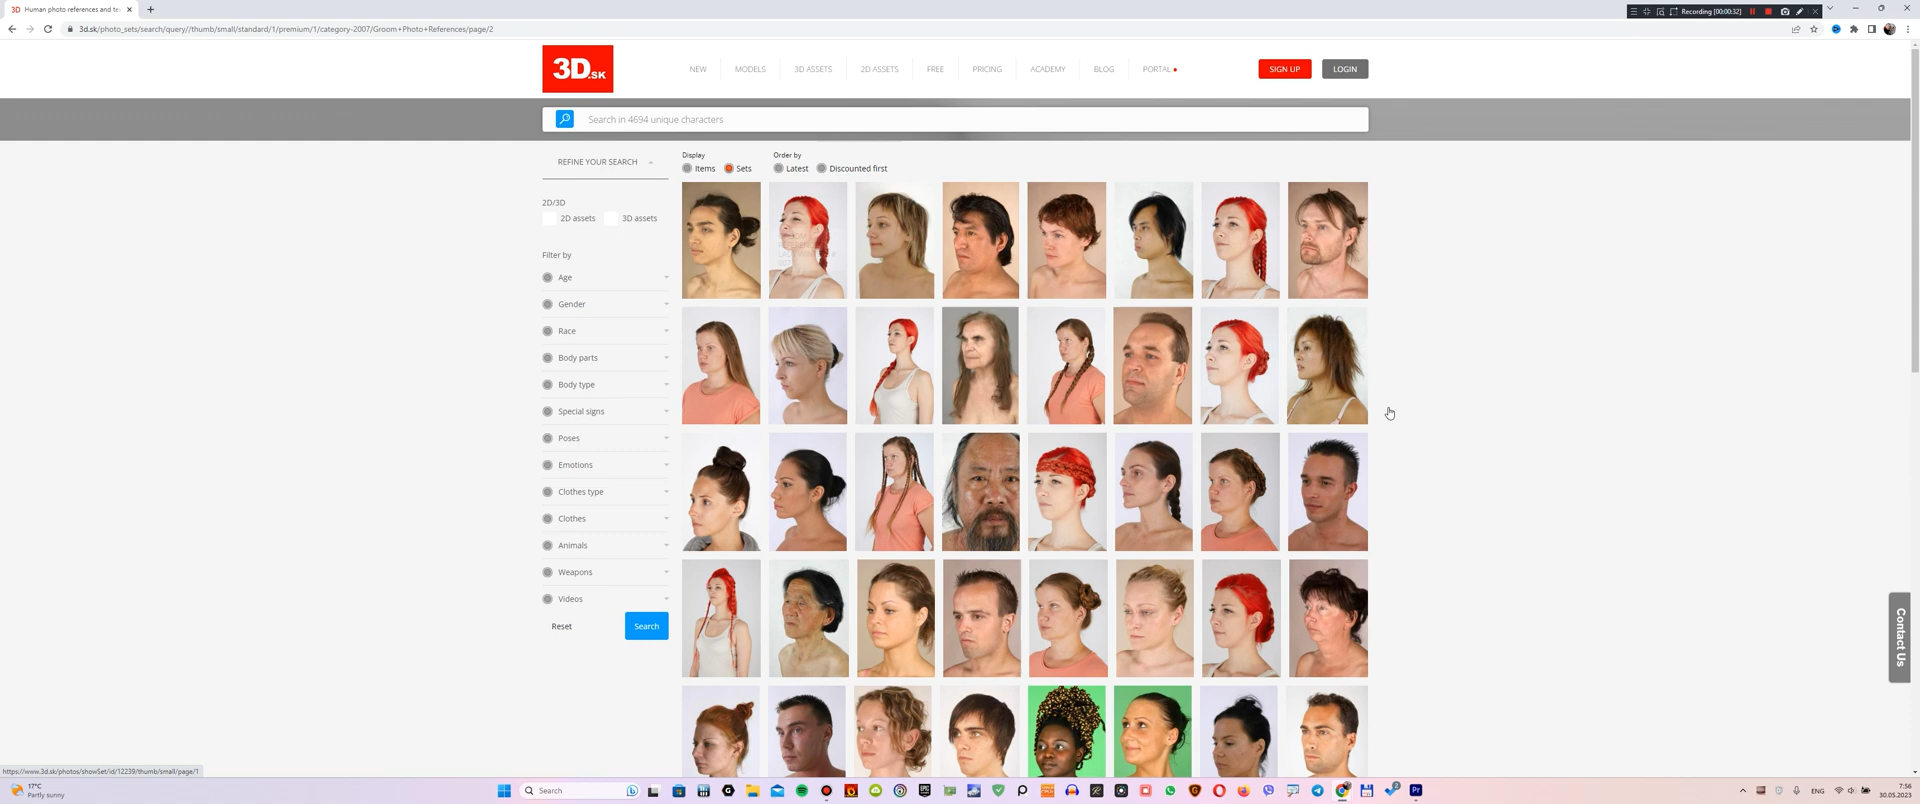 3D Human photo references and te
Recording [00:00:32]
3d.sk/photo_sets/search/query//thumb/small/standard/1/premium/1/category-2007/Groom+Photo+References/page/2
3D.SK
NEW
MODELS
3D ASSETS
2D ASSETS
FREE
PRICING
ACADEMY
BLOG
PORTAL
SIGN UP
LOGIN
Search in 4694 unique characters
REFINE YOUR SEARCH
Display
Order by
Items
Sets
Latest
Discounted first
2D/3D
2D assets
3D assets
Filter by
Age
Gender
Race
Body parts
Body type
Special signs
Poses
Emotions
Clothes type
Clothes
Animals
Weapons
Videos
Reset
Search
Contact Us
https://www.3d.sk/photos/showSet/id/12239/thumb/small/page/1
17°C
Partly sunny
Search
ENG
7:56
30.05.2023